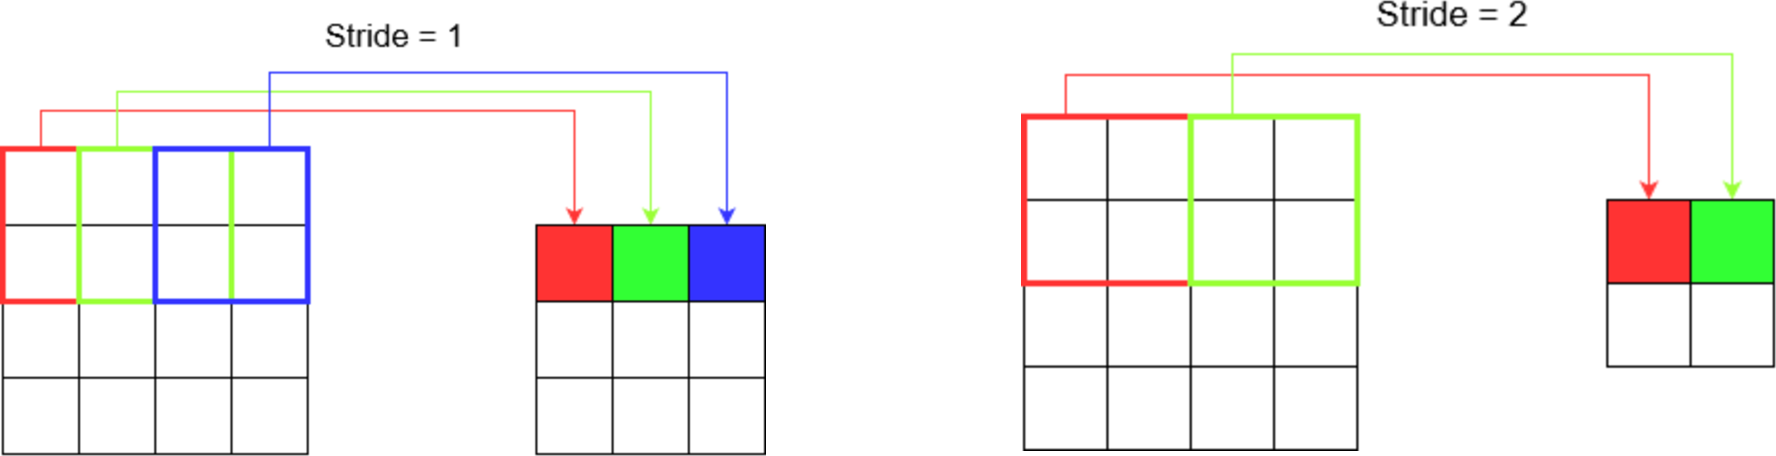 Stride = 1
Stride = 2